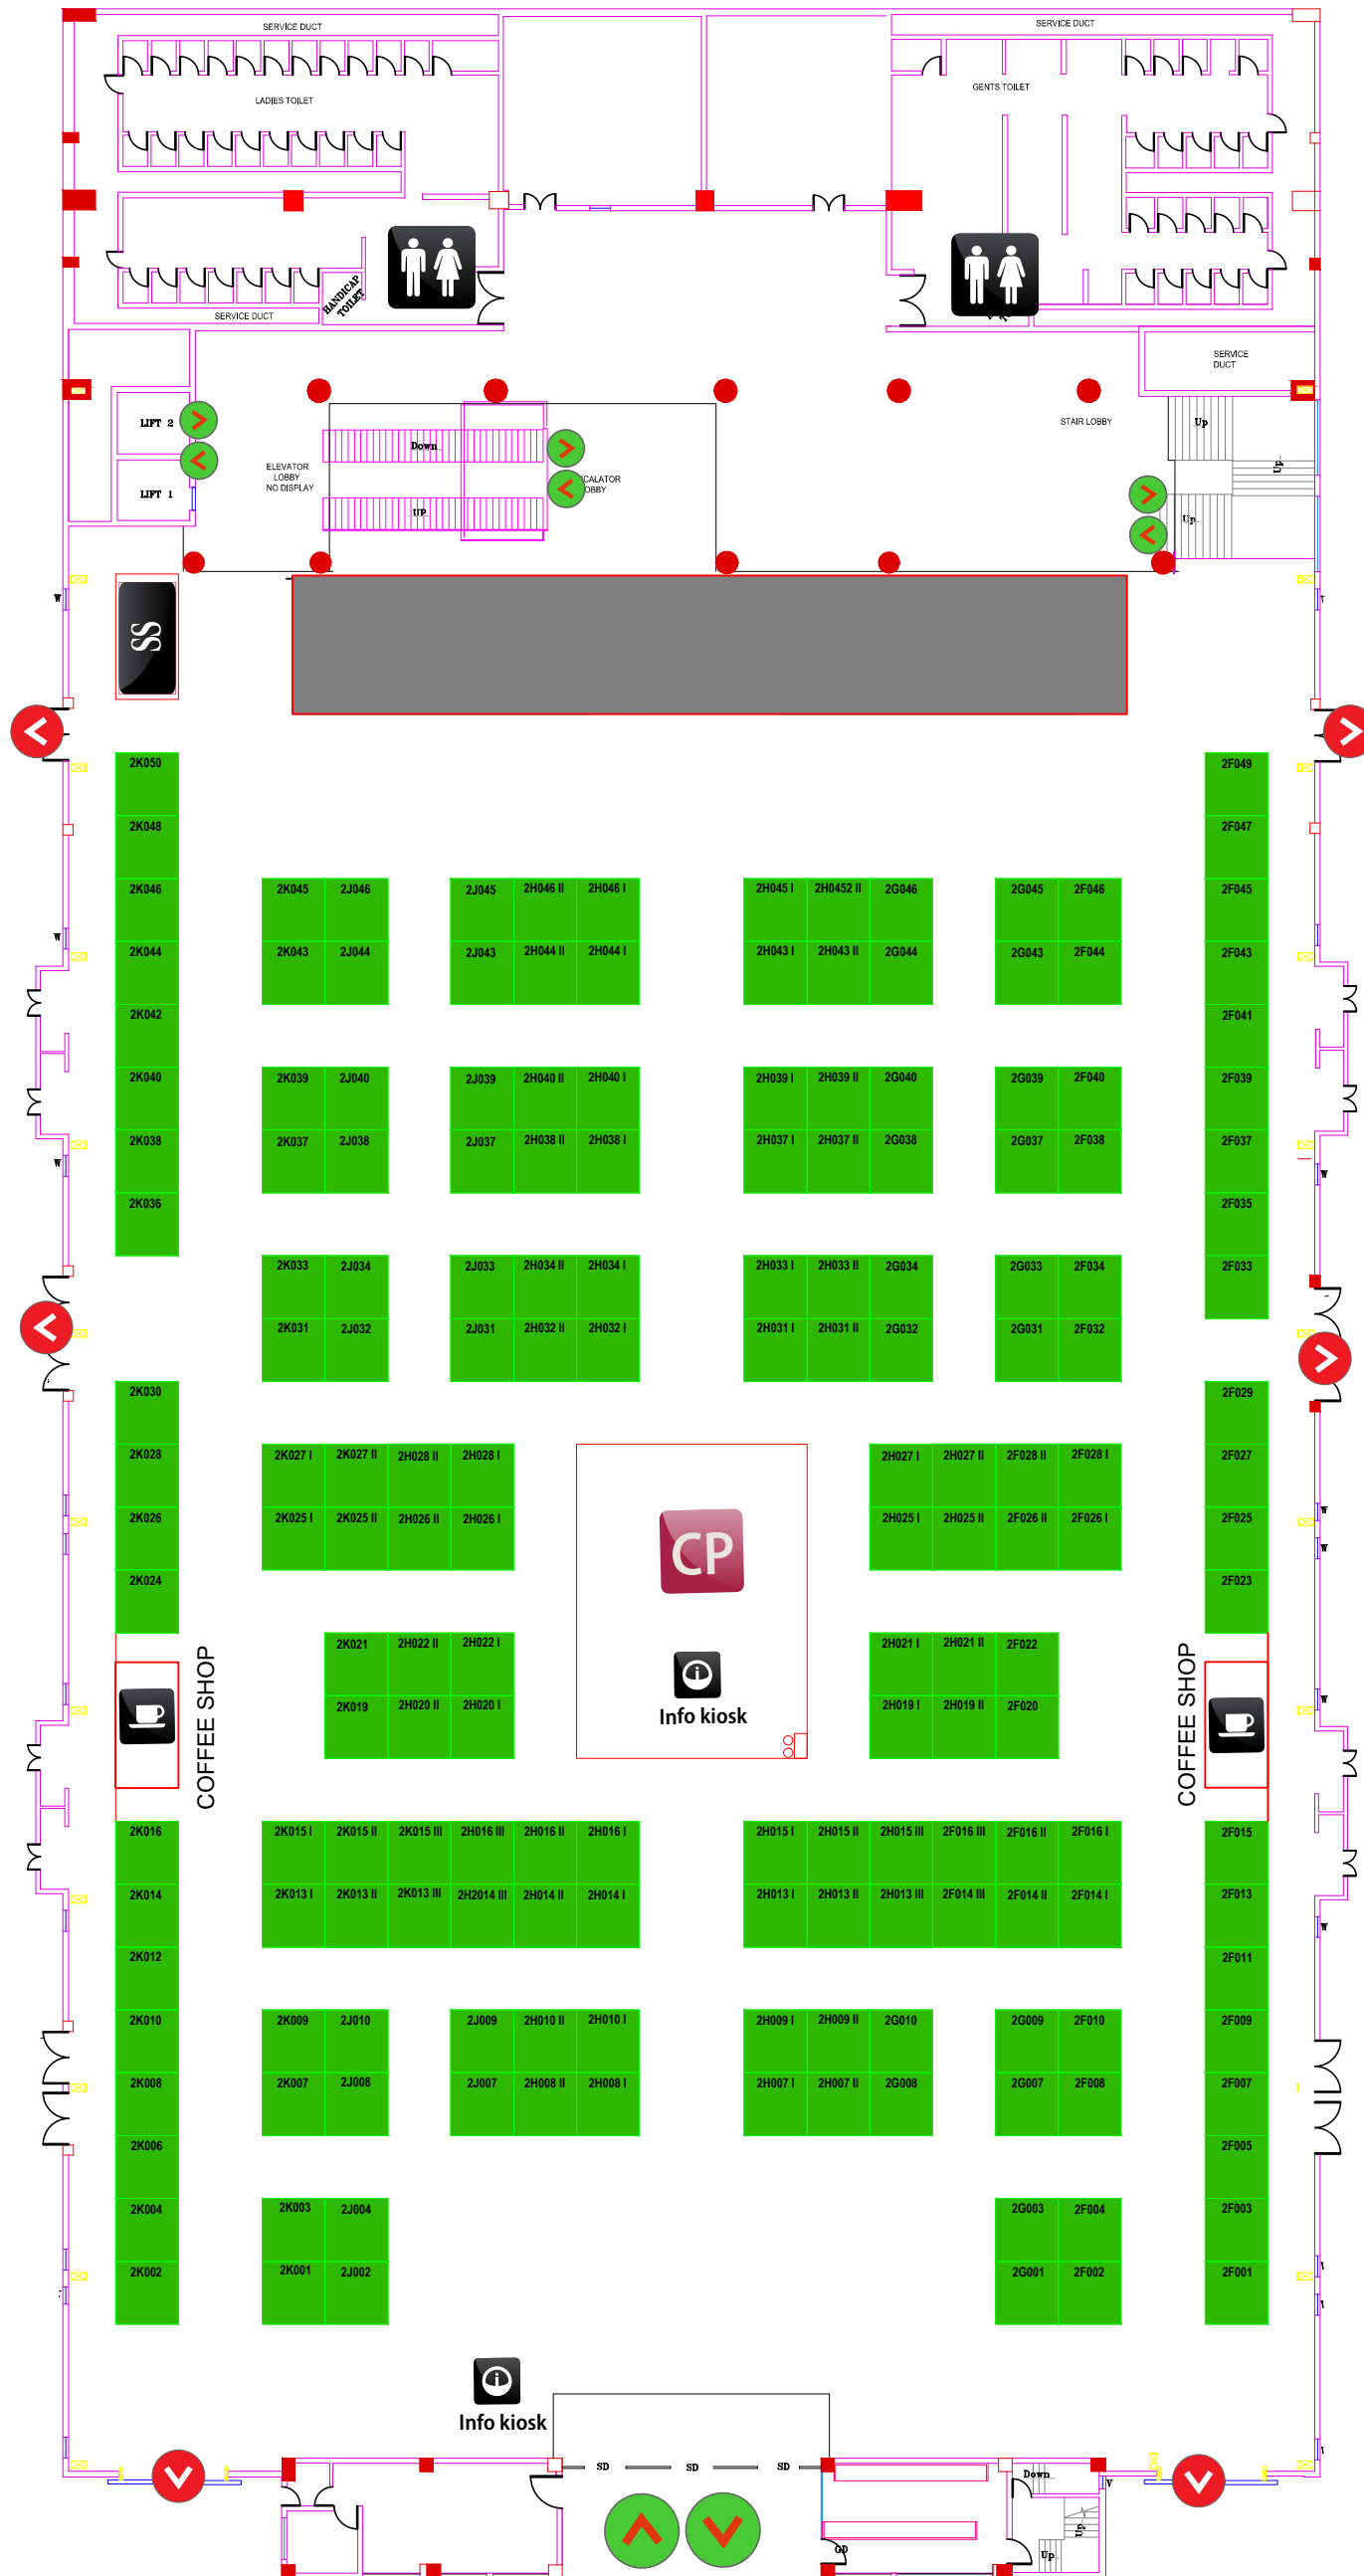 SERVICE DUCT
SERVICE DUCT
LADIES TOILET
GENTS TOILET
HANDICAP
TOILET
SERVICE DUCT
SERVICE
DUCT
LIFT 2
LIFT 1
ELEVATOR
LOBBY
NO DISPLAY
Down
UP
CALATOR
OBBY
STAIR LOBBY
Up
Up
Up
W
SS
2K050 2F049
2K048 2F047
2K046 2K045 2J046 2J045 2H046 II 2H046 I 2H045 I 2H0452 II 2G046 2G045 2F046 2F045
W
2K044 2K043 2J044 2J043 2H044 II 2H044 I 2H043 I 2H043 II 2G044 2G043 2F044 2F043
2K042 2F041
2K040 2K039 2J040 2J039 2H040 II 2H040 I 2H039 I 2H039 II 2G040 2G039 2F040 2F039
2K038 2K037 2J038 2J037 2H038 II 2H038 I 2H037 I 2H037 II 2G038 2G037 2F038 2F037
W W
2K036 2F035
2K033 2J034 2J033 2H034 II 2H034 I 2H033 I 2H033 II 2G034 2G033 2F034 2F033
2K031 2J032 2J031 2H032 II 2H032 I 2H031 I 2H031 II 2G032 2G031 2F032
2K030 2F029
2K028 2K027 I 2K027 II 2H028 II 2H028 I 2H027 I 2H027 II 2F028 II 2F028 I 2F027
W
2K026 2K025 I 2K025 II 2H026 II 2H026 I 2H025 I 2H025 II 2F026 II 2F026 I 2F025
W
CP
2K024 2F023
2K021 2H022 II 2H022 I 2H021 I 2H021 II 2F022
COFFEE SHOP
COFFEE SHOP
W
2K019 2H020 II 2H020 I 2H019 I 2H019 II 2F020
Info kiosk
2K016 2K015 I 2K015 II 2K015 III 2H016 III 2H016 II 2H016 I 2H015 I 2H015 II 2H015 III 2F016 III 2F016 II 2F016 I 2F015
2K014 2K013 I 2K013 II 2K013 III 2H2014 III 2H014 II 2H014 I 2H013 I 2H013 II 2H013 III 2F014 III 2F014 II 2F014 I 2F013
W
2K012 2F011
2K010 2K009 2J010 2J009 2H010 II 2H010 I 2H009 I 2H009 II 2G010 2G009 2F010 2F009
2K008 2K007 2J008 2J007 2H008 II 2H008 I 2H007 I 2H007 II 2G008 2G007 2F008 2F007
2K006 2F005
2K004 2K003 2J004 2G003 2F004 2F003
2K002 2K001 2J002 2G001 2F002 2F001
Info kiosk
SD SD SD
Down
V
Up
GD
Up